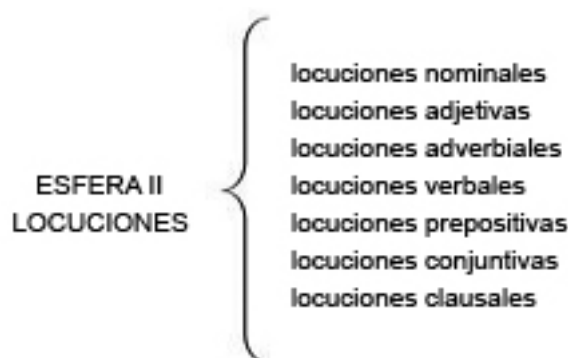 ESFERA II
LOCUCIONES
locuciones nominales
locuciones adjetivas
locuciones adverbiales
locuciones verbales
locuciones prepositivas
locuciones conjuntivas
locuciones clausales